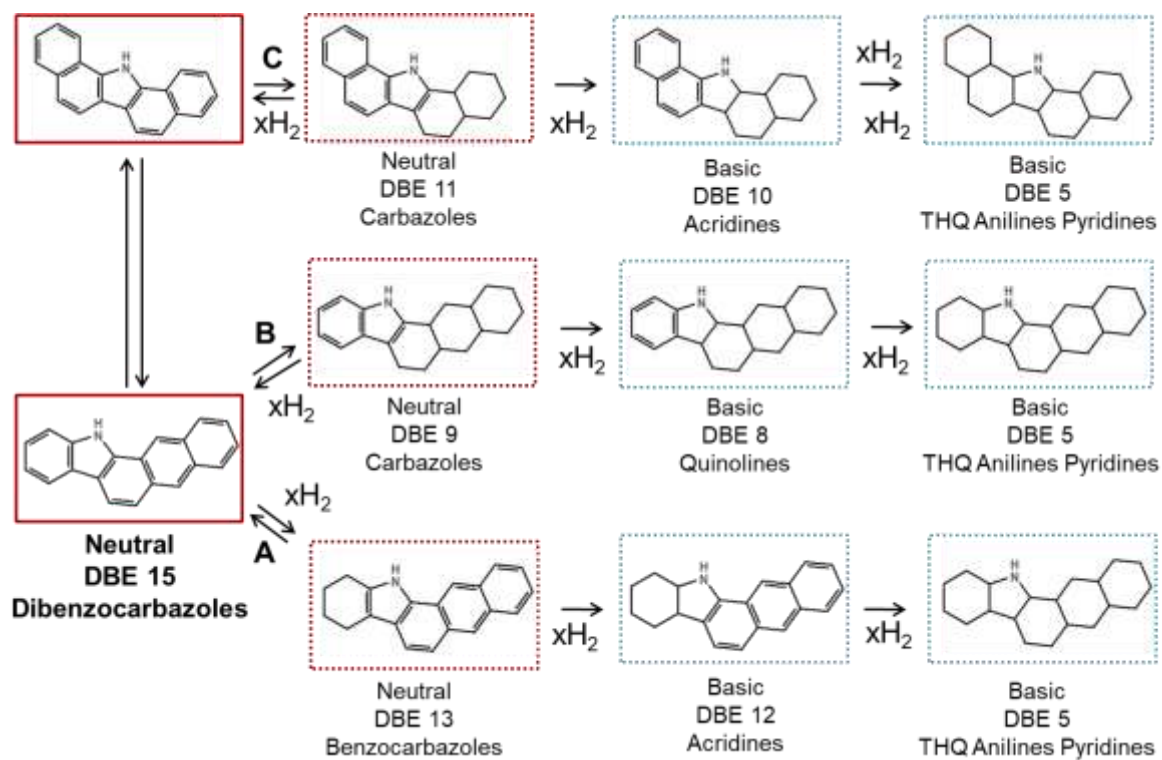 H
N
C
xH2
H
N
Neutral
DBE 11
Carbazoles
xH2
H
N
Basic
DBE 10
Acridines
xH2
xH2
H
N
Basic
DBE 5
THQ Anilines Pyridines
H
N
Neutral
DBE 15
Dibenzocarbazoles
B
xH2
H
N
Neutral
DBE 9
Carbazoles
xH2
H
N
Basic
DBE 8
Quinolines
xH2
H
N
Basic
DBE 5
THQ Anilines Pyridines
xH2
A
H
N
Neutral
DBE 13
Benzocarbazoles
xH2
H
N
Basic
DBE 12
Acridines
xH2
H
N
Basic
DBE 5
THQ Anilines Pyridines